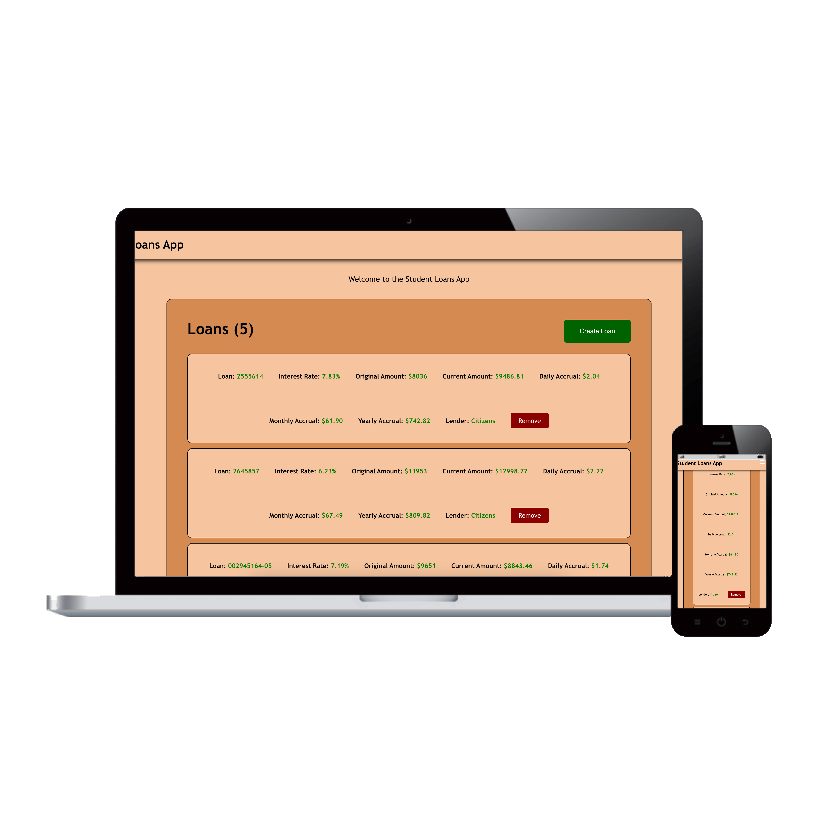 oans App
Welcome to the Student Loans App
Loans (5)
Create Loan
Loan: 2555614 Interest Rate: 7.83% Original Amount: $8036 Current Amount: $9486.81 Daily Accrual: $2.04
Monthly Accrual: $61.90 Yearly Accrual: $742.82 Lender: Citizens Remove
Loan: 2645857 Interest Rate: 6.23% Original Amount: $11953 Current Amount: $12998.77 Daily Accrual: $2.22
Monthly Accrual: $67.49 Yearly Accrual: $809.82 Lender: Citizens Remove
Loan: 002945164-05 Interest Rate: 7.19% Original Amount: $9651 Current Amount: $8843.46 Daily Accrual: $1.74
Student Loans App
Remove